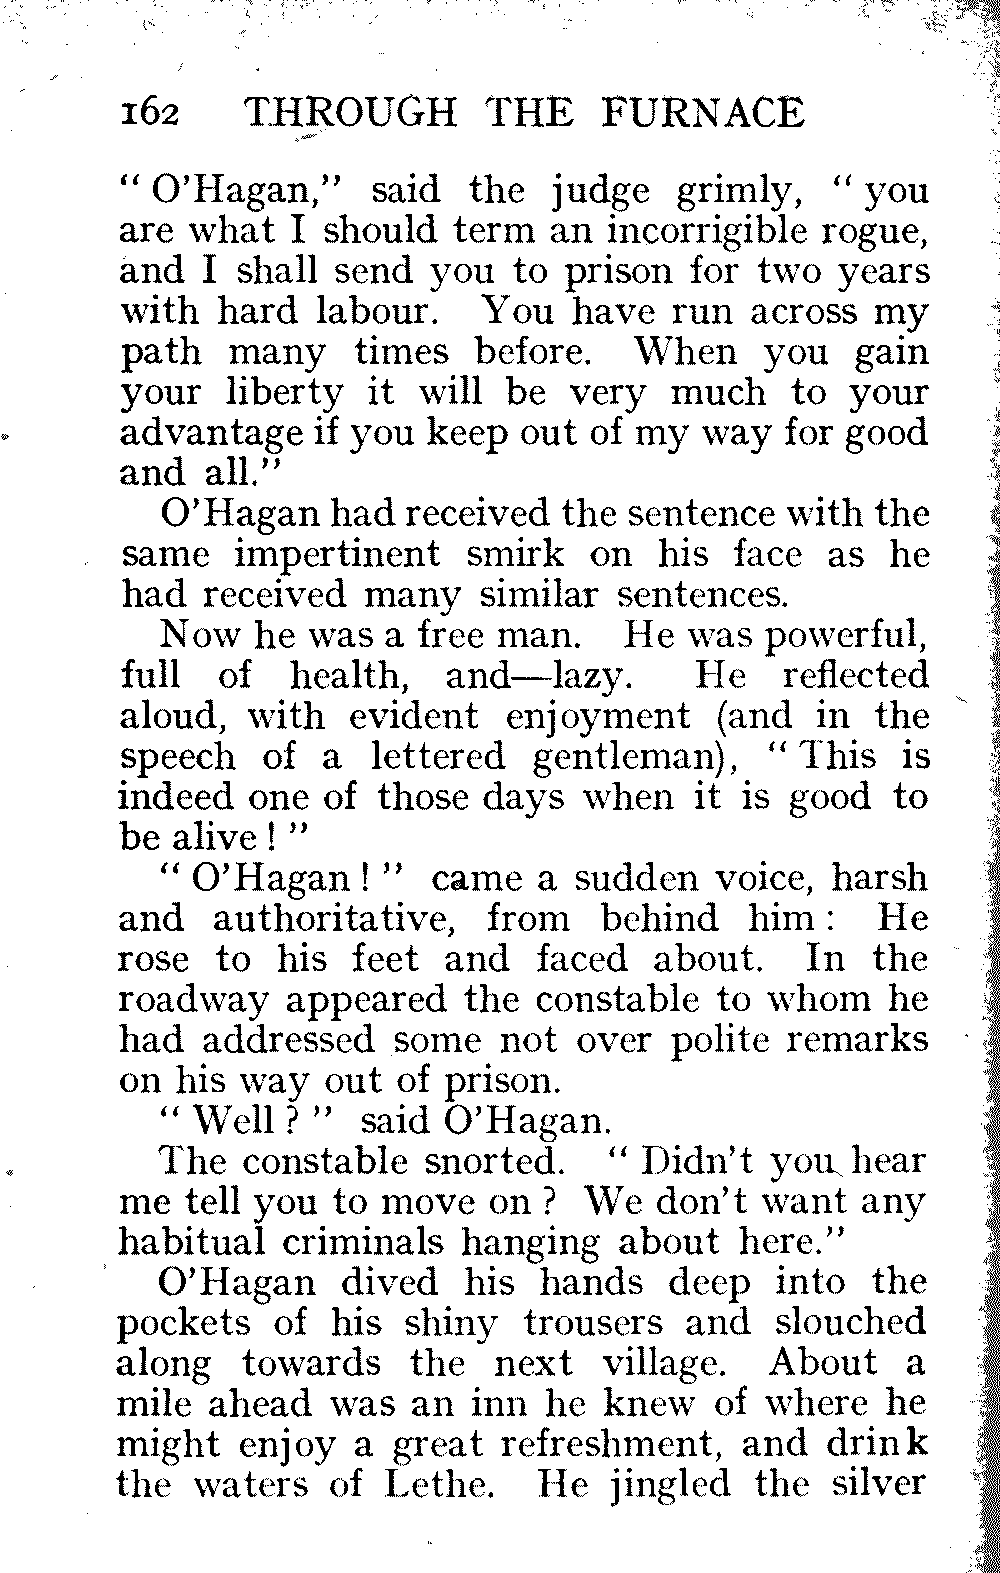 162 THROUGH THE FURNACE
“ O’Hagan,” said the judge grimly, “ you
are what I should term an incorrigible rogue,
and I shall send you to prison for two years
with hard labour. You have run across my
path many times before. When you gain
your liberty it will be very much to your
advantage if you keep out of my way for good
and all.”
O’Hagan had received the sentence with the
same impertinent smirk on his face as he
had received many similar sentences.
Now he was a free man. He was powerful,
full of health, and—lazy. He reflected
aloud, with evident enjoyment (and in the
speech of a lettered gentleman), “ This is
indeed one of those days when it is good to
be alive ! ”
“ O’Hagan ! ” came a sudden voice, harsh
and authoritative, from behind him : He
rose to his feet and faced about. In the
roadway appeared the constable to whom he
had addressed some not over polite remarks
on his way out of prison.
“ Well ? ” said O’Hagan.
The constable snorted. “ Didn’t you hear
me tell you to move on ? We don’t want any
habitual criminals hanging about here.”
O’Hagan dived his hands deep into the
pockets of his shiny trousers and slouched
along towards the next village. About a
mile ahead was an inn he knew of where he
might enjoy a great refreshment, and drink
the waters of Lethe. He jingled the silver